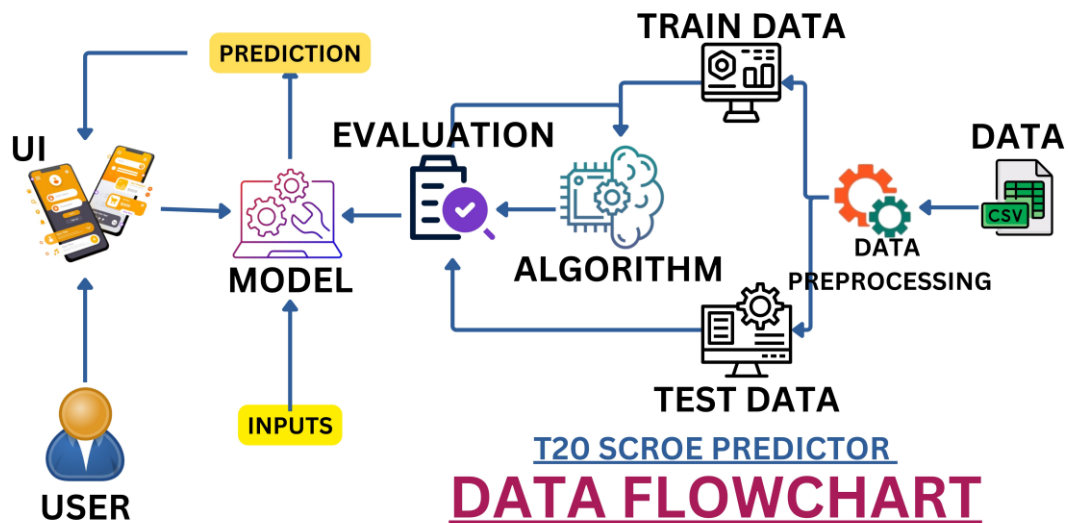 TRAIN DATA
PREDICTION
EVALUATION
DATA
UI
CSV
DATA
PREPROCESSING
ALGORITHM
MODEL
TEST DATA
INPUTS
T20 SCROE PREDICTOR
DATA FLOWCHART
USER